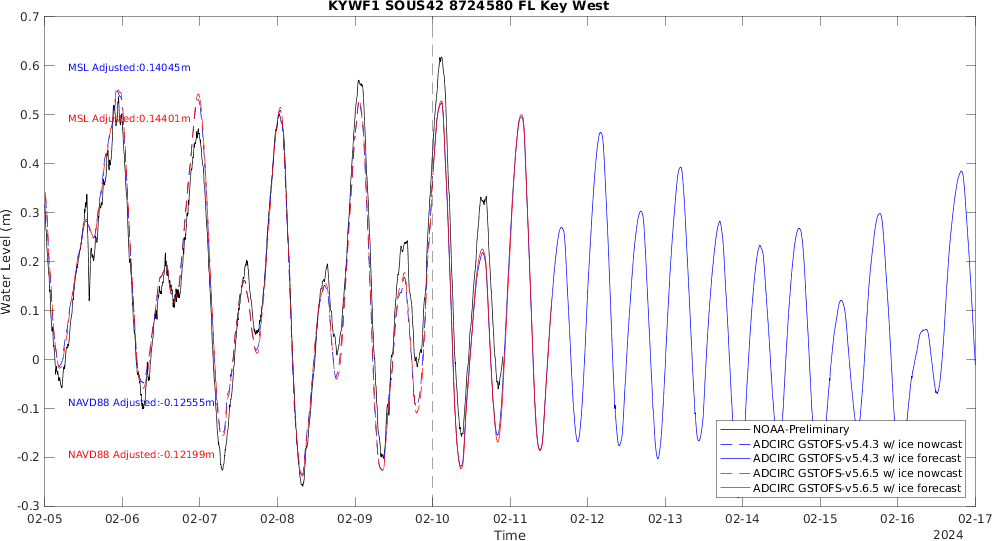 KYWF1 SOUS42 8724580 FL Key West
0.7
0.6
0.5
0.4
0.3
0.2
0.1
0
-0.1
-0.2
-0.3
Water Level (m)
MSL Adjusted:0.14045m
MSL Adjusted:0.14401m
NAVD88 Adjusted:-0.12555m
NAVD88 Adjusted:-0.12199m
NOAA-Preliminary
ADCIRC GSTOFS-v5.4.3 w/ ice nowcast
ADCIRC GSTOFS-v5.4.3 w/ ice forecast
ADCIRC GSTOFS-v5.6.5 w/ ice nowcast
ADCIRC GSTOFS-v5.6.5 w/ ice forecast
02-05 02-06 02-07 02-08 02-09 02-10 02-11 02-12 02-13 02-14 02-15 02-16 02-17
Time
2024